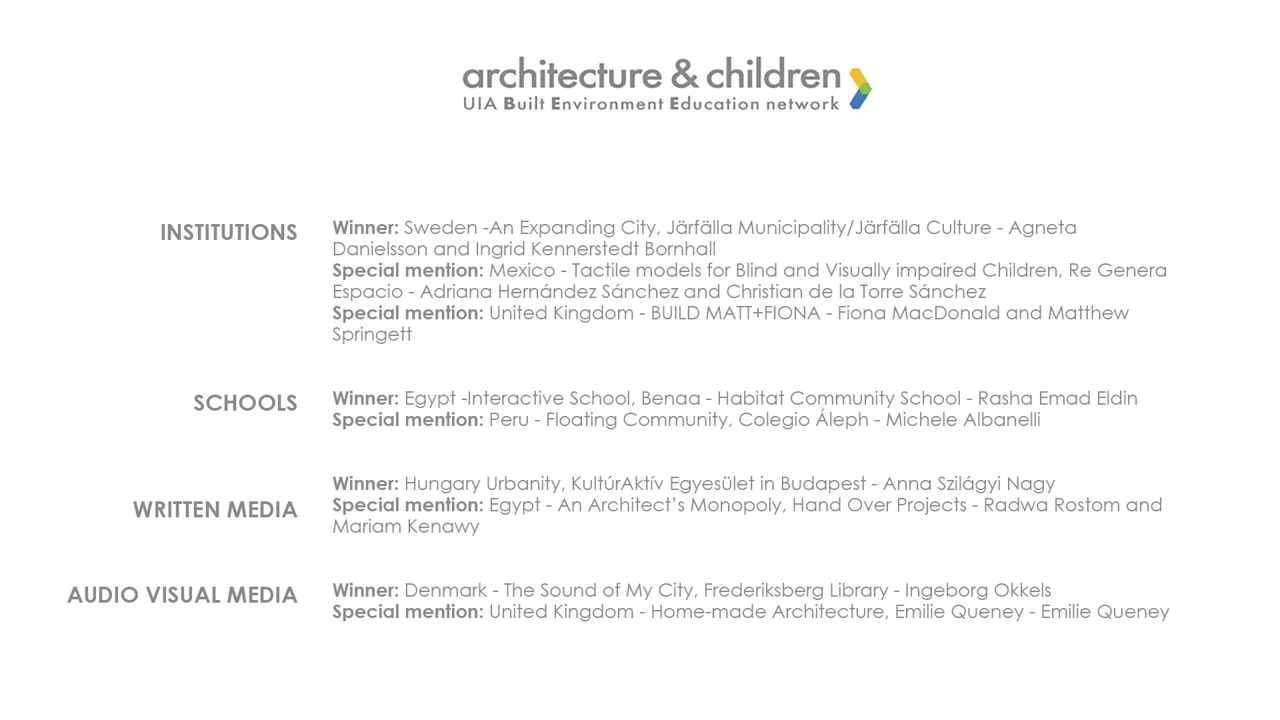 architecture & children
UIA Built Environment Education network
INSTITUTIONS
Winner: Sweden -An Expanding City, Järfälla Municipality/Järfälla Culture - Agneta
Danielsson and Ingrid Kennerstedt Bornhall
Special mention: Mexico - Tactile models for Blind and Visually impaired Children, Re Genera
Espacio - Adriana Hernández Sánchez and Christian de la Torre Sánchez
Special mention: United Kingdom - BUILD MATT+FIONA - Fiona MacDonald and Matthew
Springett
SCHOOLS
Winner: Egypt -Interactive School, Benaa - Habitat Community School - Rasha Emad Eldin
Special mention: Peru - Floating Community, Colegio Áleph - Michele Albanelli
WRITTEN MEDIA
Winner: Hungary Urbanity, KultúrAktív Egyesület in Budapest - Anna Szilágyi Nagy
Special mention: Egypt - An Architect’s Monopoly, Hand Over Projects - Radwa Rostom and
Mariam Kenawy
AUDIO VISUAL MEDIA
Winner: Denmark - The Sound of My City, Frederiksberg Library - Ingeborg Okkels
Special mention: United Kingdom - Home-made Architecture, Emilie Queney - Emilie Queney